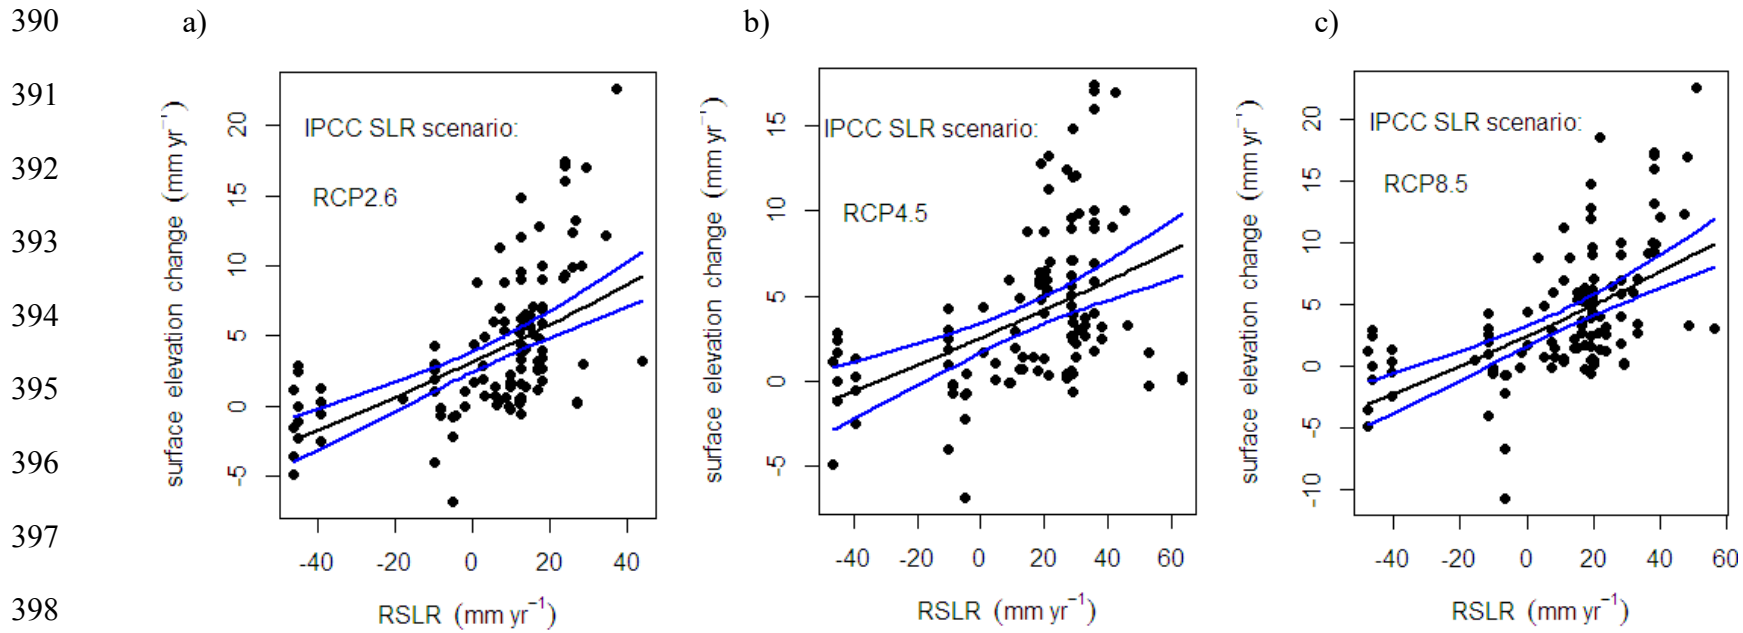 390
391
392
393
394
395
396
397
398
a)
surface elevation change (mm yr⁻¹)
20
15
10
5
0
-5
IPCC SLR scenario:
RCP2.6
-40 -20 0 20 40
RSLR (mm yr⁻¹)
b)
surface elevation change (mm yr⁻¹)
15
10
5
0
-5
IPCC SLR scenario:
RCP4.5
-40 -20 0 20 40 60
RSLR (mm yr⁻¹)
c)
surface elevation change (mm yr⁻¹)
20
15
10
5
0
-5
-10
IPCC SLR scenario:
RCP8.5
-40 -20 0 20 40 60
RSLR (mm yr⁻¹)